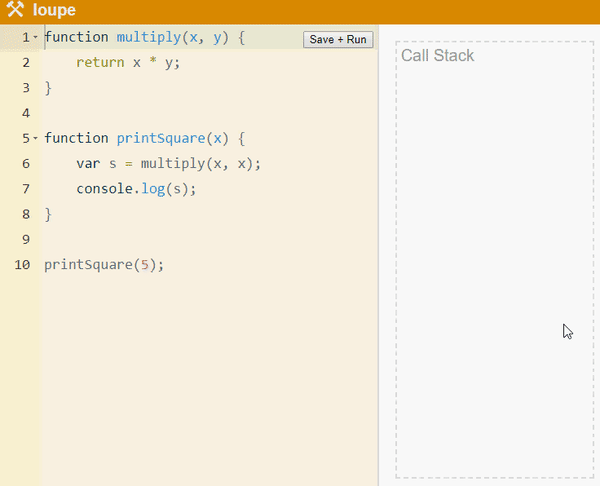 loupe
1 function multiply(x, y) {
Save + Run
2     return x * y;
3 }
4
5 function printSquare(x) {
6     var s = multiply(x, x);
7     console.log(s);
8 }
9
10 printSquare(5);
Call Stack